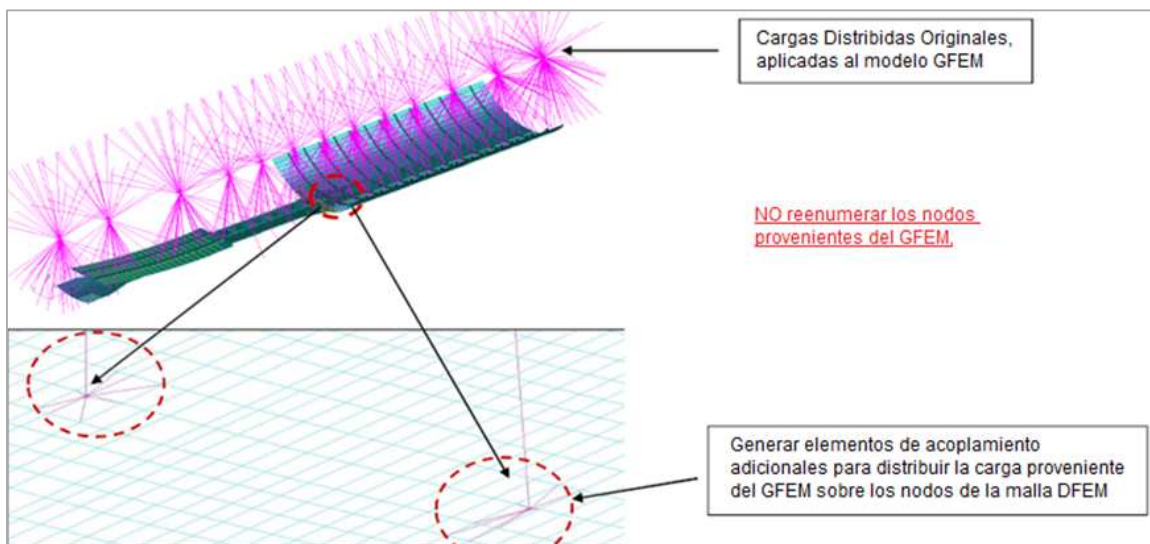 Cargas Distribidas Originales,
aplicadas al modelo GFEM
NO reenumerar los nodos
provenientes del GFEM,
Generar elementos de acoplamiento
adicionales para distribuir la carga proveniente
del GFEM sobre los nodos de la malla DFEM